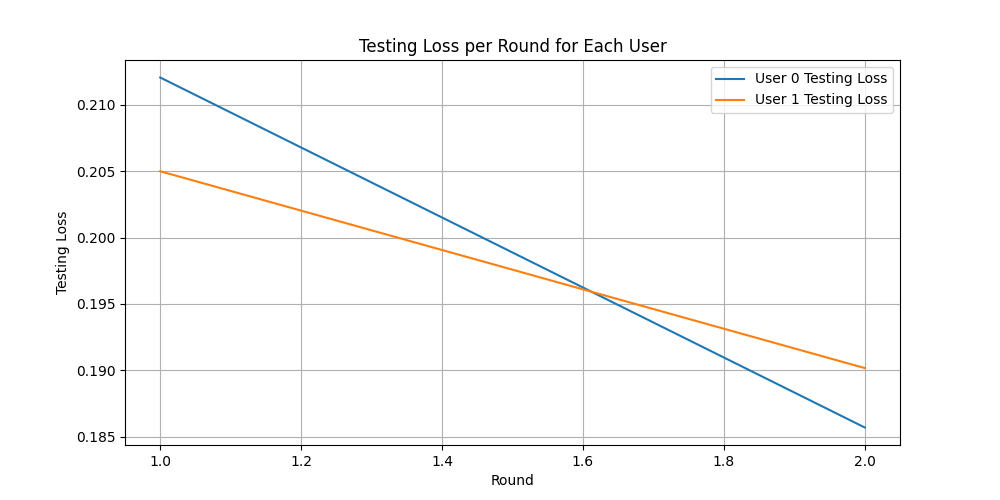 Testing Loss per Round for Each User
User 0 Testing Loss
User 1 Testing Loss
Testing Loss
0.210
0.205
0.200
0.195
0.190
0.185
1.0 1.2 1.4 1.6 1.8 2.0
Round